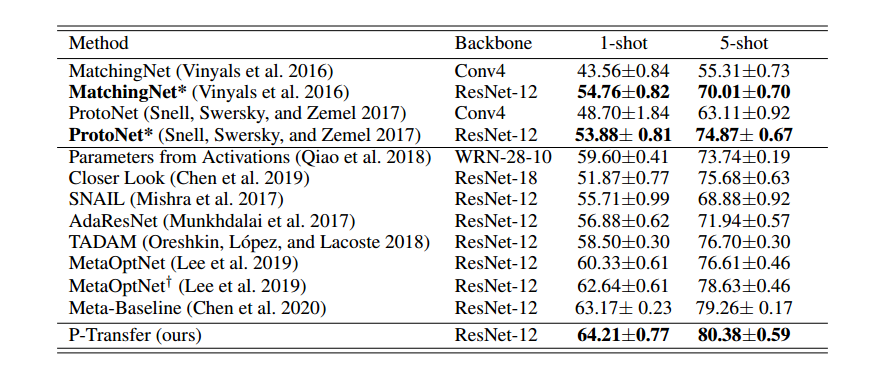 Method Backbone 1-shot 5-shot
MatchingNet (Vinyals et al. 2016) Conv4 43.56±0.84 55.31±0.73
MatchingNet* (Vinyals et al. 2016) ResNet-12 54.76±0.82 70.01±0.70
ProtoNet (Snell, Swersky, and Zemel 2017) Conv4 48.70±1.84 63.11±0.92
ProtoNet* (Snell, Swersky, and Zemel 2017) ResNet-12 53.88± 0.81 74.87± 0.67
Parameters from Activations (Qiao et al. 2018) WRN-28-10 59.60±0.41 73.74±0.19
Closer Look (Chen et al. 2019) ResNet-18 51.87±0.77 75.68±0.63
SNAIL (Mishra et al. 2017) ResNet-12 55.71±0.99 68.88±0.92
AdaResNet (Munkhdalai et al. 2017) ResNet-12 56.88±0.62 71.94±0.57
TADAM (Oreshkin, López, and Lacoste 2018) ResNet-12 58.50±0.30 76.70±0.30
MetaOptNet (Lee et al. 2019) ResNet-12 60.33±0.61 76.61±0.46
MetaOptNet† (Lee et al. 2019) ResNet-12 62.64±0.61 78.63±0.46
Meta-Baseline (Chen et al. 2020) ResNet-12 63.17± 0.23 79.26± 0.17
P-Transfer (ours) ResNet-12 64.21±0.77 80.38±0.59